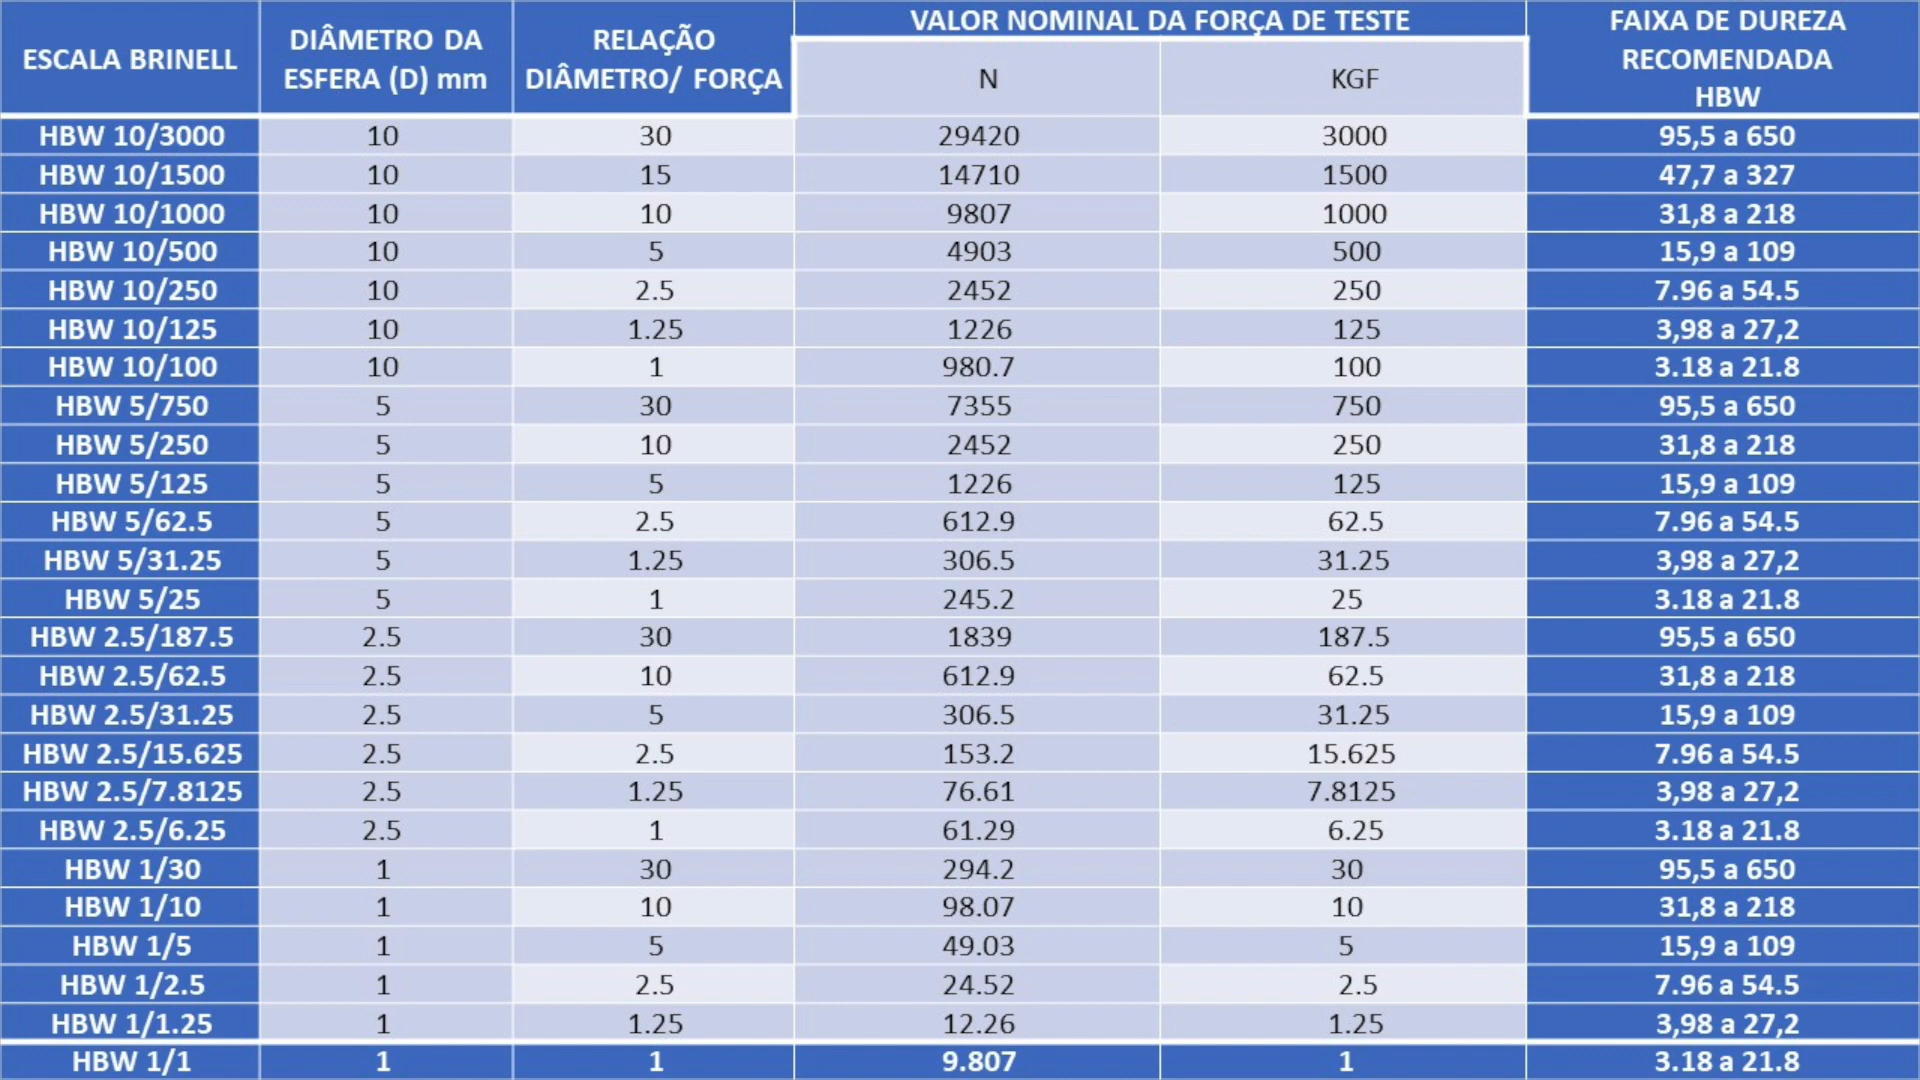 ESCALA BRINELL
DIÂMETRO DA
ESFERA (D) mm
RELAÇÃO
DIÂMETRO/ FORÇA
VALOR NOMINAL DA FORÇA DE TESTE
N
KGF
FAIXA DE DUREZA
RECOMENDADA
HBW
HBW 10/3000 10 30 29420 3000 95,5 a 650
HBW 10/1500 10 15 14710 1500 47,7 a 327
HBW 10/1000 10 10 9807 1000 31,8 a 218
HBW 10/500 10 5 4903 500 15,9 a 109
HBW 10/250 10 2.5 2452 250 7.96 a 54.5
HBW 10/125 10 1.25 1226 125 3,98 a 27,2
HBW 10/100 10 1 980.7 100 3.18 a 21.8
HBW 5/750 5 30 7355 750 95,5 a 650
HBW 5/250 5 10 2452 250 31,8 a 218
HBW 5/125 5 5 1226 125 15,9 a 109
HBW 5/62.5 5 2.5 612.9 62.5 7.96 a 54.5
HBW 5/31.25 5 1.25 306.5 31.25 3,98 a 27,2
HBW 5/25 5 1 245.2 25 3.18 a 21.8
HBW 2.5/187.5 2.5 30 1839 187.5 95,5 a 650
HBW 2.5/62.5 2.5 10 612.9 62.5 31,8 a 218
HBW 2.5/31.25 2.5 5 306.5 31.25 15,9 a 109
HBW 2.5/15.625 2.5 2.5 153.2 15.625 7.96 a 54.5
HBW 2.5/7.8125 2.5 1.25 76.61 7.8125 3,98 a 27,2
HBW 2.5/6.25 2.5 1 61.29 6.25 3.18 a 21.8
HBW 1/30 1 30 294.2 30 95,5 a 650
HBW 1/10 1 10 98.07 10 31,8 a 218
HBW 1/5 1 5 49.03 5 15,9 a 109
HBW 1/2.5 1 2.5 24.52 2.5 7.96 a 54.5
HBW 1/1.25 1 1.25 12.26 1.25 3,98 a 27,2
HBW 1/1 1 1 9.807 1 3.18 a 21.8